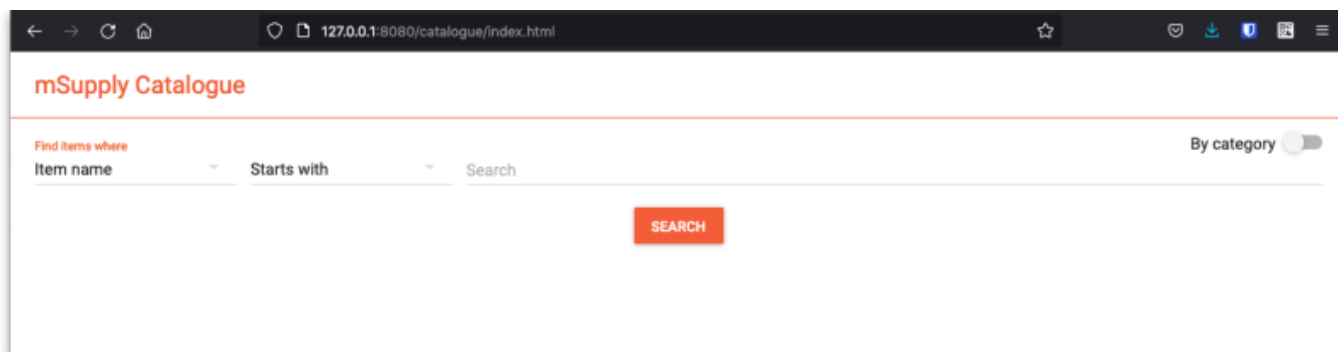 127.0.0.1:8080/catalogue/index.html
mSupply Catalogue
Find items where
By category
Item name
Starts with
Search
SEARCH